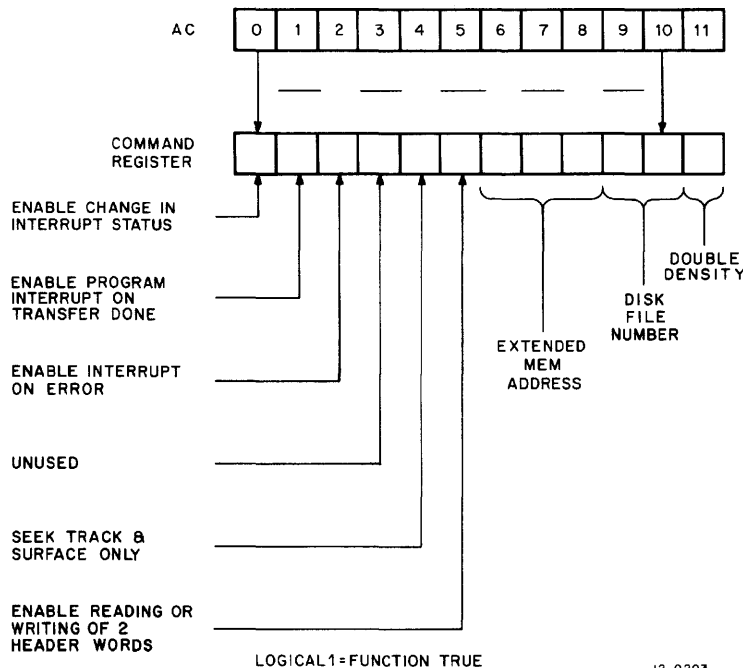 AC 0 1 2 3 4 5 6 7 8 9 10 11
COMMAND
REGISTER
ENABLE CHANGE IN
INTERRUPT STATUS
ENABLE PROGRAM
INTERRUPT ON
TRANSFER DONE
ENABLE INTERRUPT
ON ERROR
UNUSED
SEEK TRACK &
SURFACE ONLY
ENABLE READING OR
WRITING OF 2
HEADER WORDS
EXTENDED
MEM
ADDRESS
DISK
FILE
NUMBER
DOUBLE
DENSITY
LOGICAL 1 = FUNCTION TRUE
12-0203